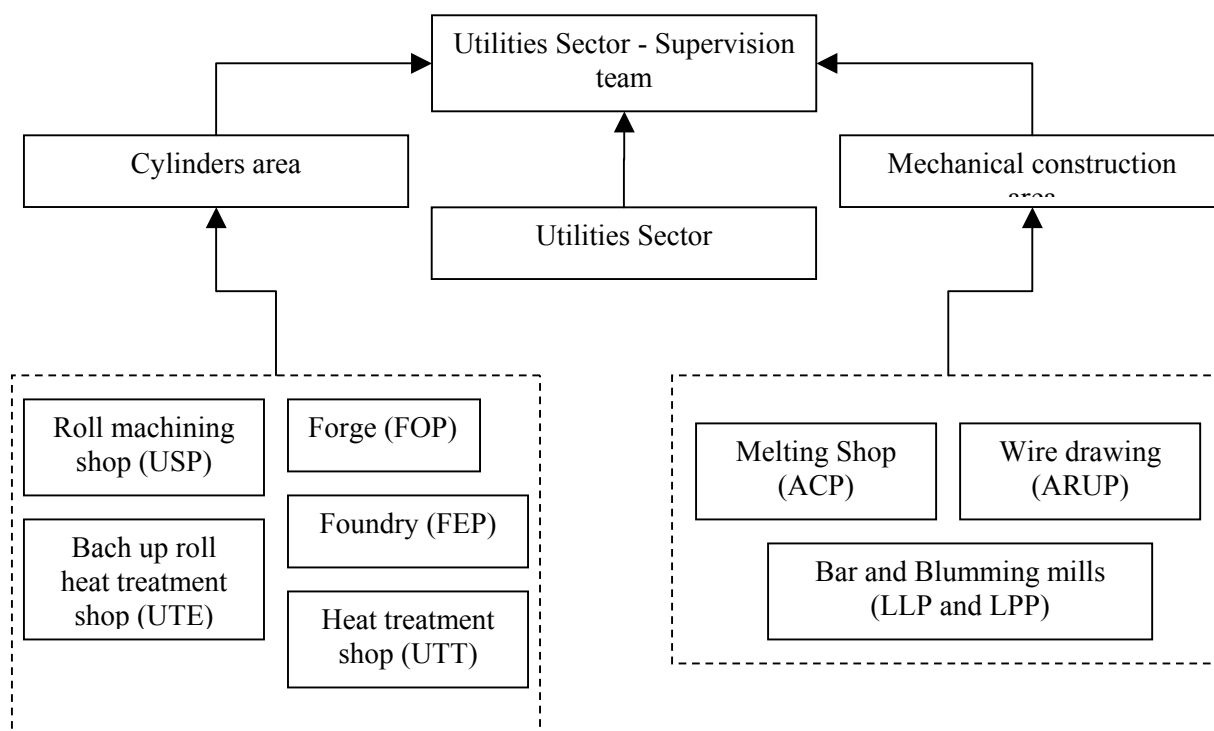 Utilities Sector - Supervision
team
Cylinders area
Mechanical construction
area
Utilities Sector
Roll machining
shop (USP)
Forge (FOP)
Foundry (FEP)
Bach up roll
heat treatment
shop (UTE)
Heat treatment
shop (UTT)
Melting Shop
(ACP)
Wire drawing
(ARUP)
Bar and Blumming mills
(LLP and LPP)